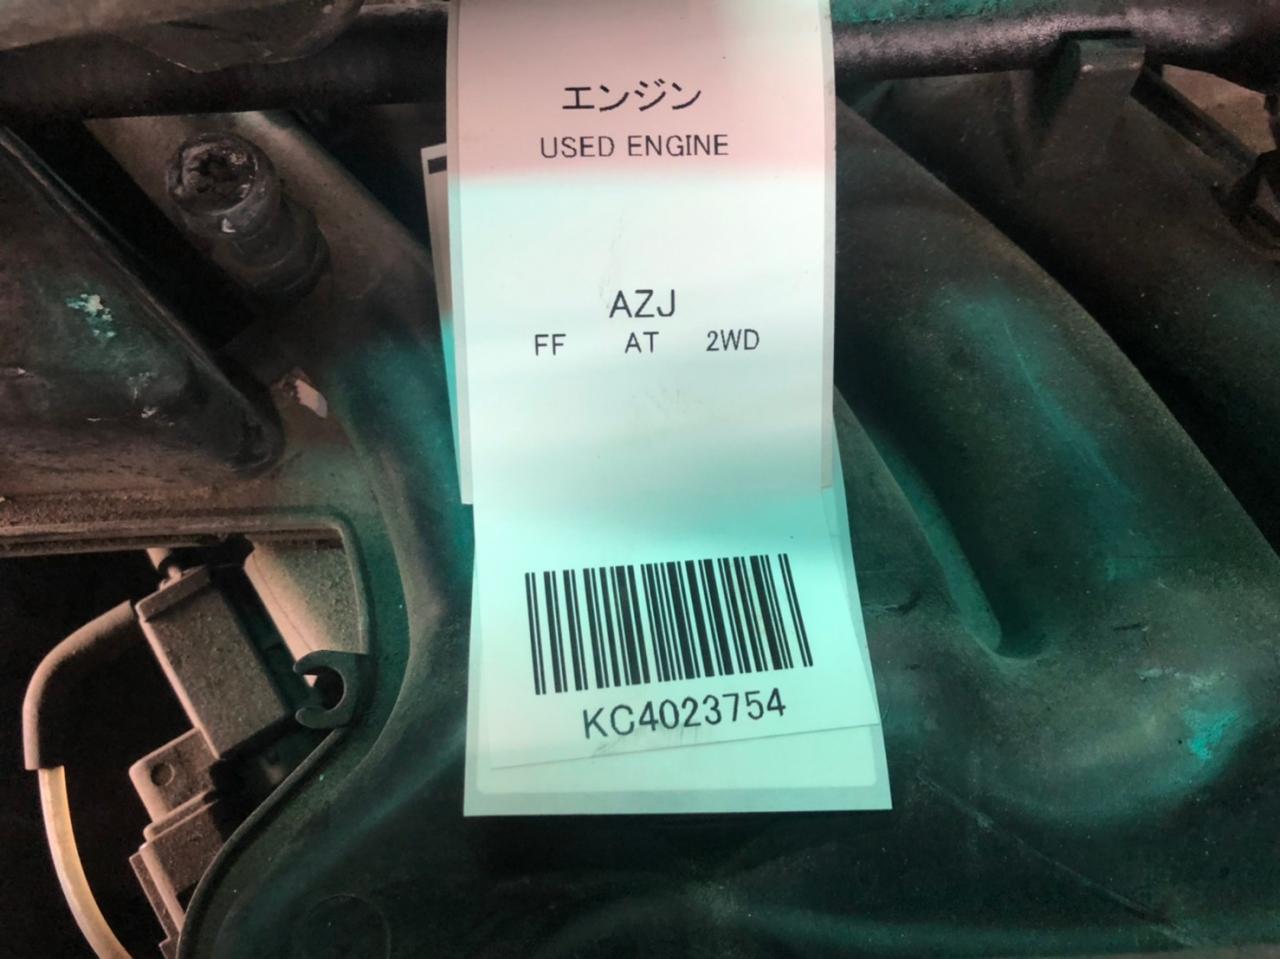 エンジン
USED ENGINE
AZJ
FF AT 2WD
KC4023754